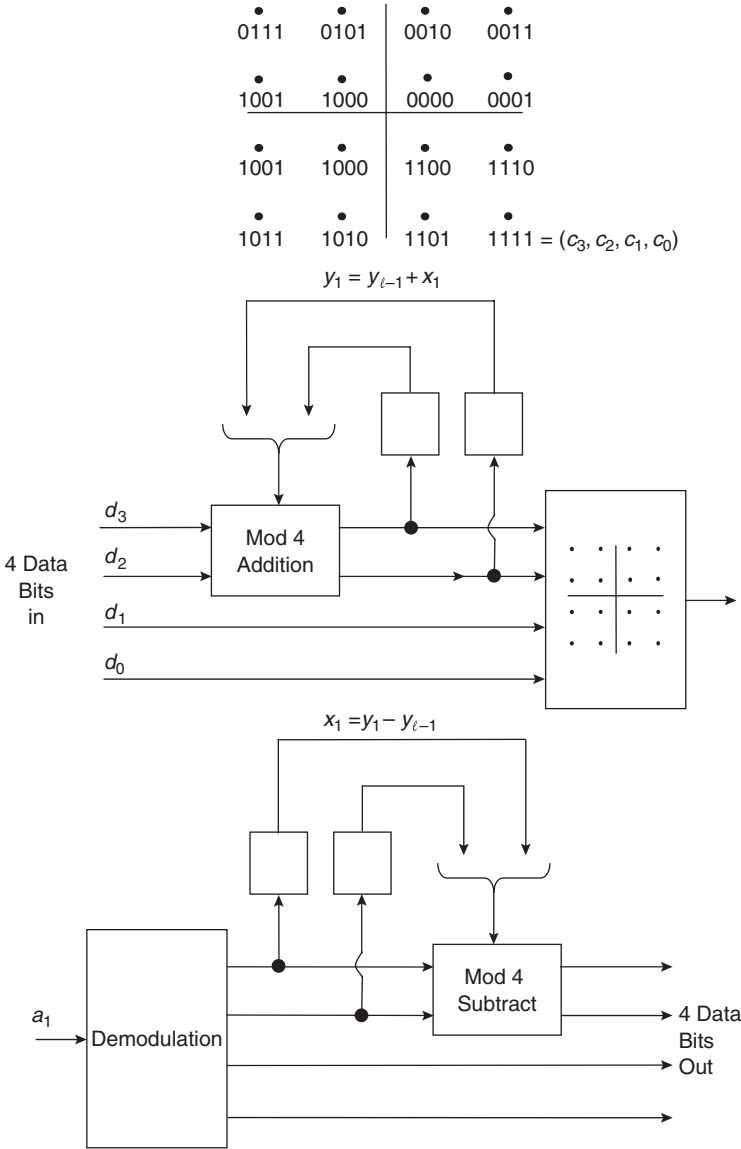 0111 0101 0010 0011
1001 1000 0000 0001
1001 1000 1100 1110
1011 1010 1101 1111 = (c₃, c₂, c₁, c₀)
y₁ = yℓ₋₁ + x₁
d₃
Mod 4
Addition
d₂
4 Data
Bits
in
d₁
d₀
x₁ =y₁ – yℓ₋₁
Mod 4
Subtract
a₁
Demodulation
4 Data
Bits
Out